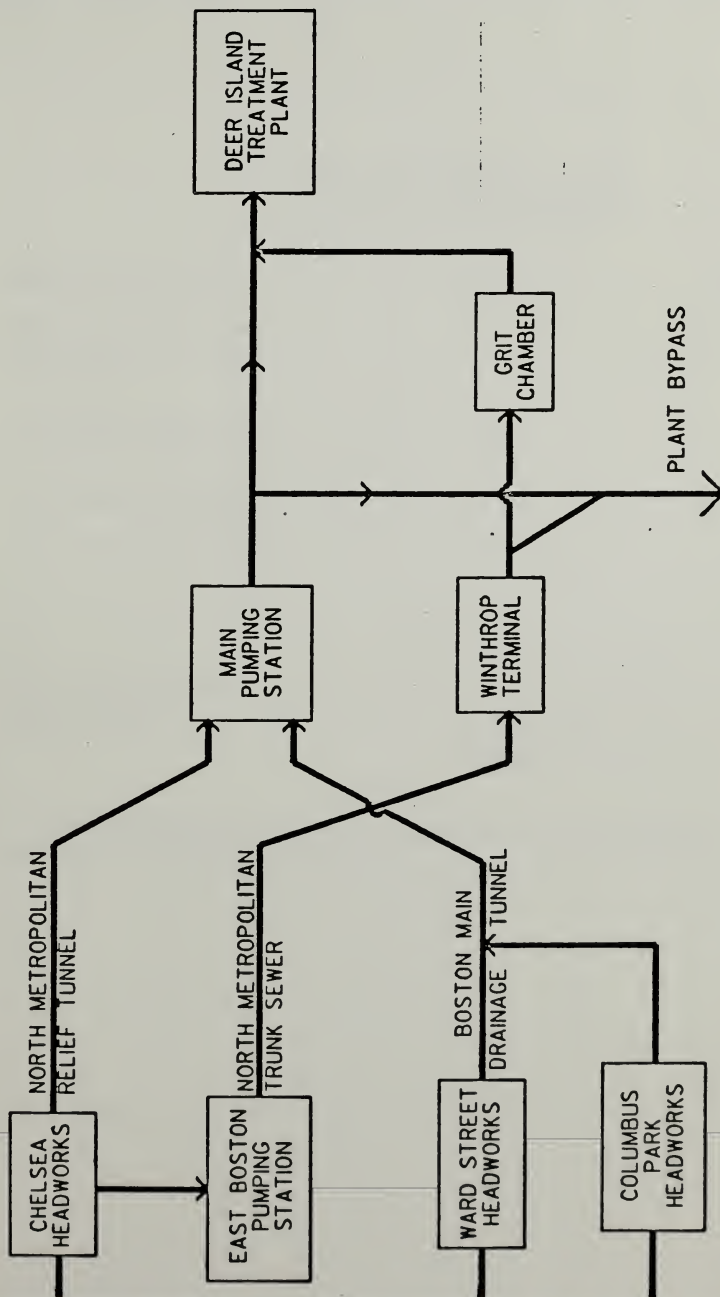 CHELSEA
HEADWORKS
NORTH METROPOLITAN
RELIEF TUNNEL
EAST BOSTON
PUMPING
STATION
NORTH METROPOLITAN
TRUNK SEWER
WARD STREET
HEADWORKS
BOSTON MAIN
DRAINAGE TUNNEL
COLUMBUS
PARK
HEADWORKS
MAIN
PUMPING
STATION
WINTHROP
TERMINAL
GRIT
CHAMBER
PLANT BYPASS
DEER ISLAND
TREATMENT
PLANT